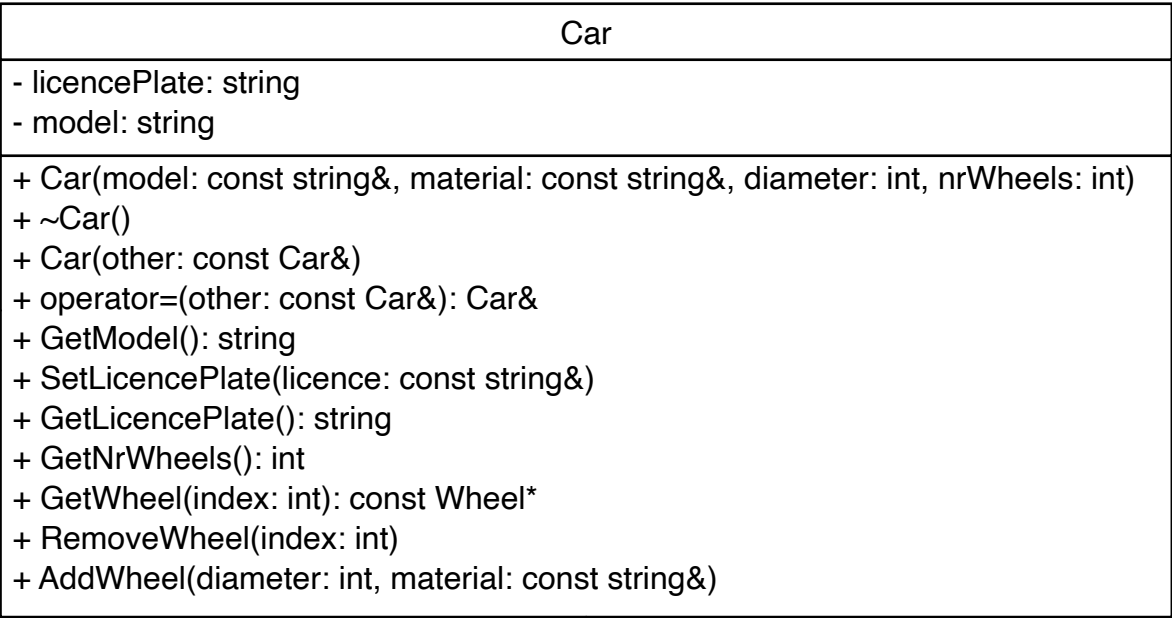 Car
- licencePlate: string
- model: string
+ Car(model: const string&, material: const string&, diameter: int, nrWheels: int)
+ ~Car()
+ Car(other: const Car&)
+ operator=(other: const Car&): Car&
+ GetModel(): string
+ SetLicencePlate(licence: const string&)
+ GetLicencePlate(): string
+ GetNrWheels(): int
+ GetWheel(index: int): const Wheel*
+ RemoveWheel(index: int)
+ AddWheel(diameter: int, material: const string&)